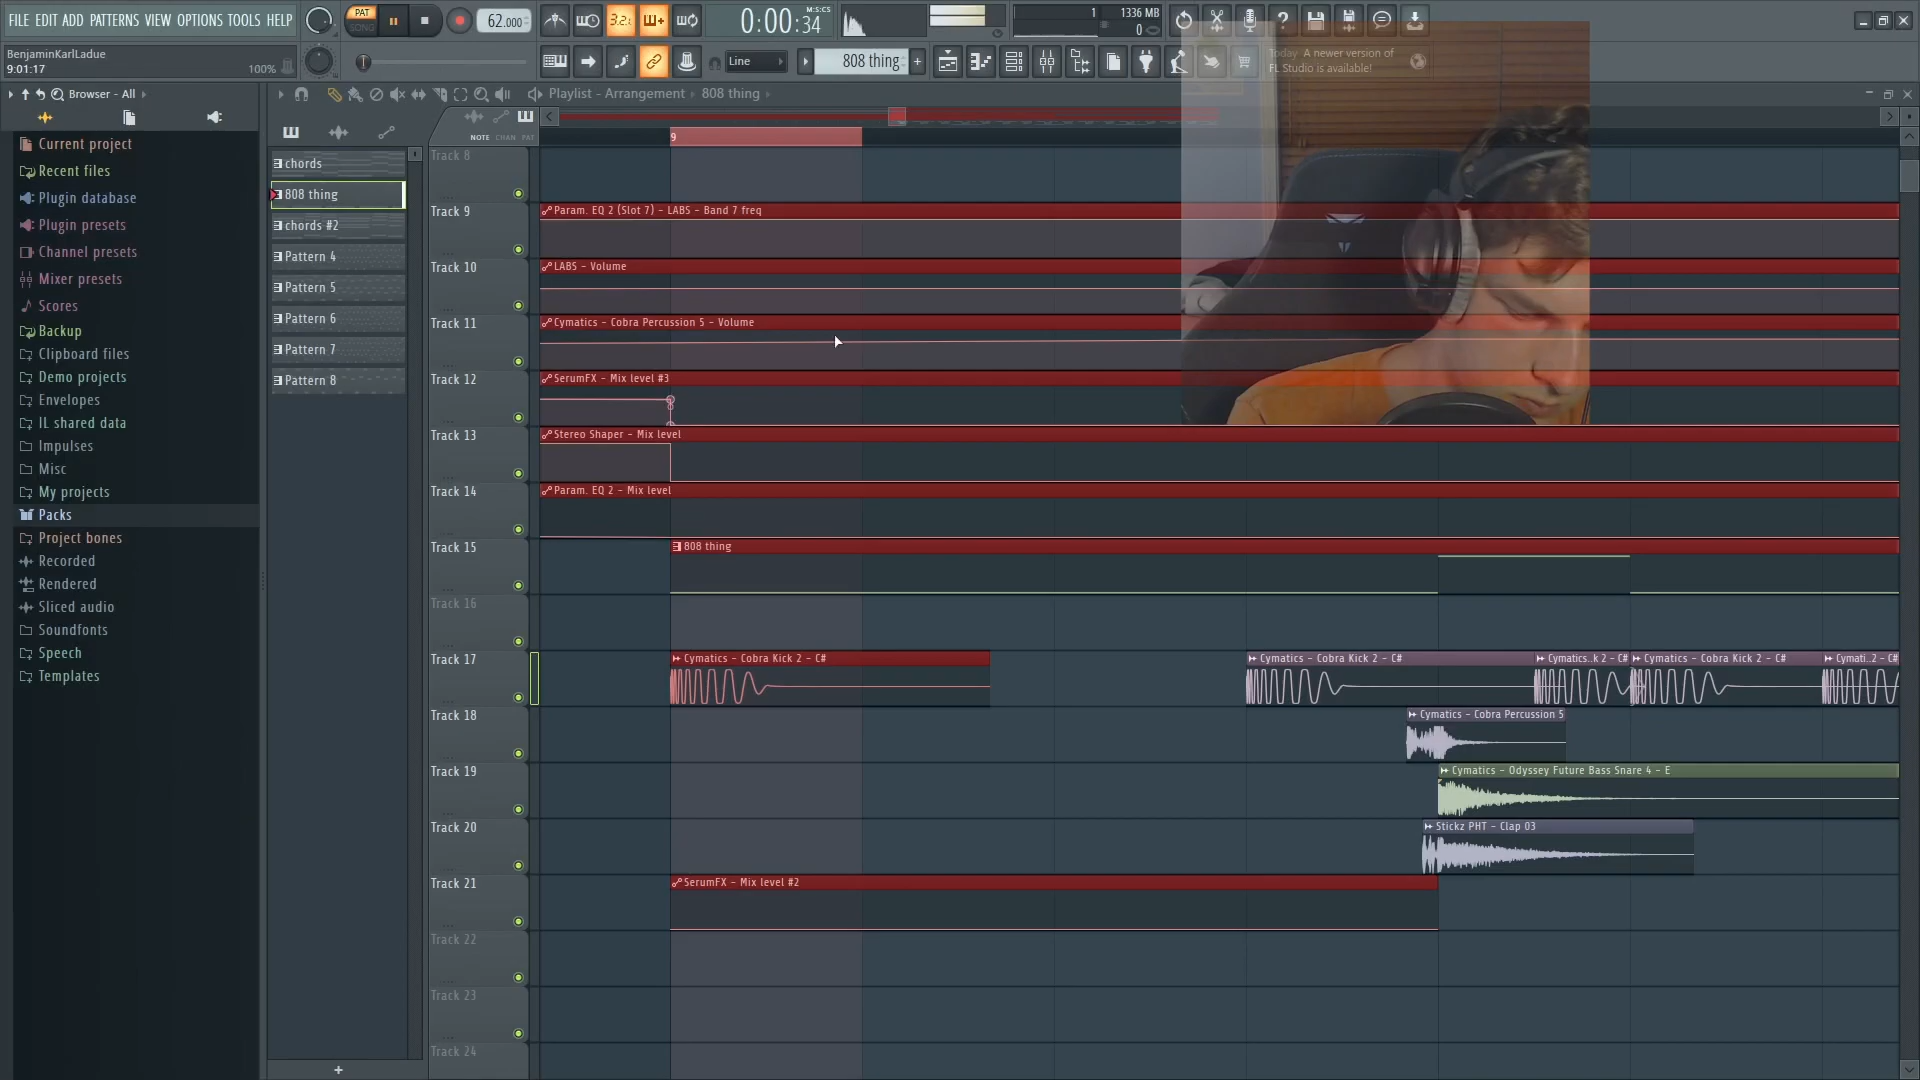 FILE EDIT ADD PATTERNS VIEW OPTIONS TOOLS HELP
PAT
SONG
62.000
3.2.
0:00:34
M:S:CS
1
1336 MB
0
BenjaminKarlLadue
9:01:17
100%
Line
808 thing
+
Today A newer version of
FL Studio is available!
Browser - All
Playlist - Arrangement
808 thing
NOTE CHAN PAT
9
Current project
Recent files
Plugin database
Plugin presets
Channel presets
Mixer presets
Scores
Backup
Clipboard files
Demo projects
Envelopes
IL shared data
Impulses
Misc
My projects
Packs
Project bones
Recorded
Rendered
Sliced audio
Soundfonts
Speech
Templates
chords
808 thing
chords #2
Pattern 4
Pattern 5
Pattern 6
Pattern 7
Pattern 8
+
Track 8
Track 9
Param. EQ 2 (Slot 7) - LABS - Band 7 freq
Track 10
LABS - Volume
Track 11
Cymatics - Cobra Percussion 5 - Volume
Track 12
SerumFX - Mix level #3
Track 13
Stereo Shaper - Mix level
Track 14
Param. EQ 2 - Mix level
Track 15
808 thing
Track 16
Track 17
Cymatics - Cobra Kick 2 - C#
Cymatics - Cobra Kick 2 - C#
Cymatics..k 2 - C#
Cymatics - Cobra Kick 2 - C#
Cymati..2 - C#
Track 18
Cymatics - Cobra Percussion 5
Track 19
Cymatics - Odyssey Future Bass Snare 4 - E
Track 20
Stickz PHT - Clap 03
Track 21
SerumFX - Mix level #2
Track 22
Track 23
Track 24